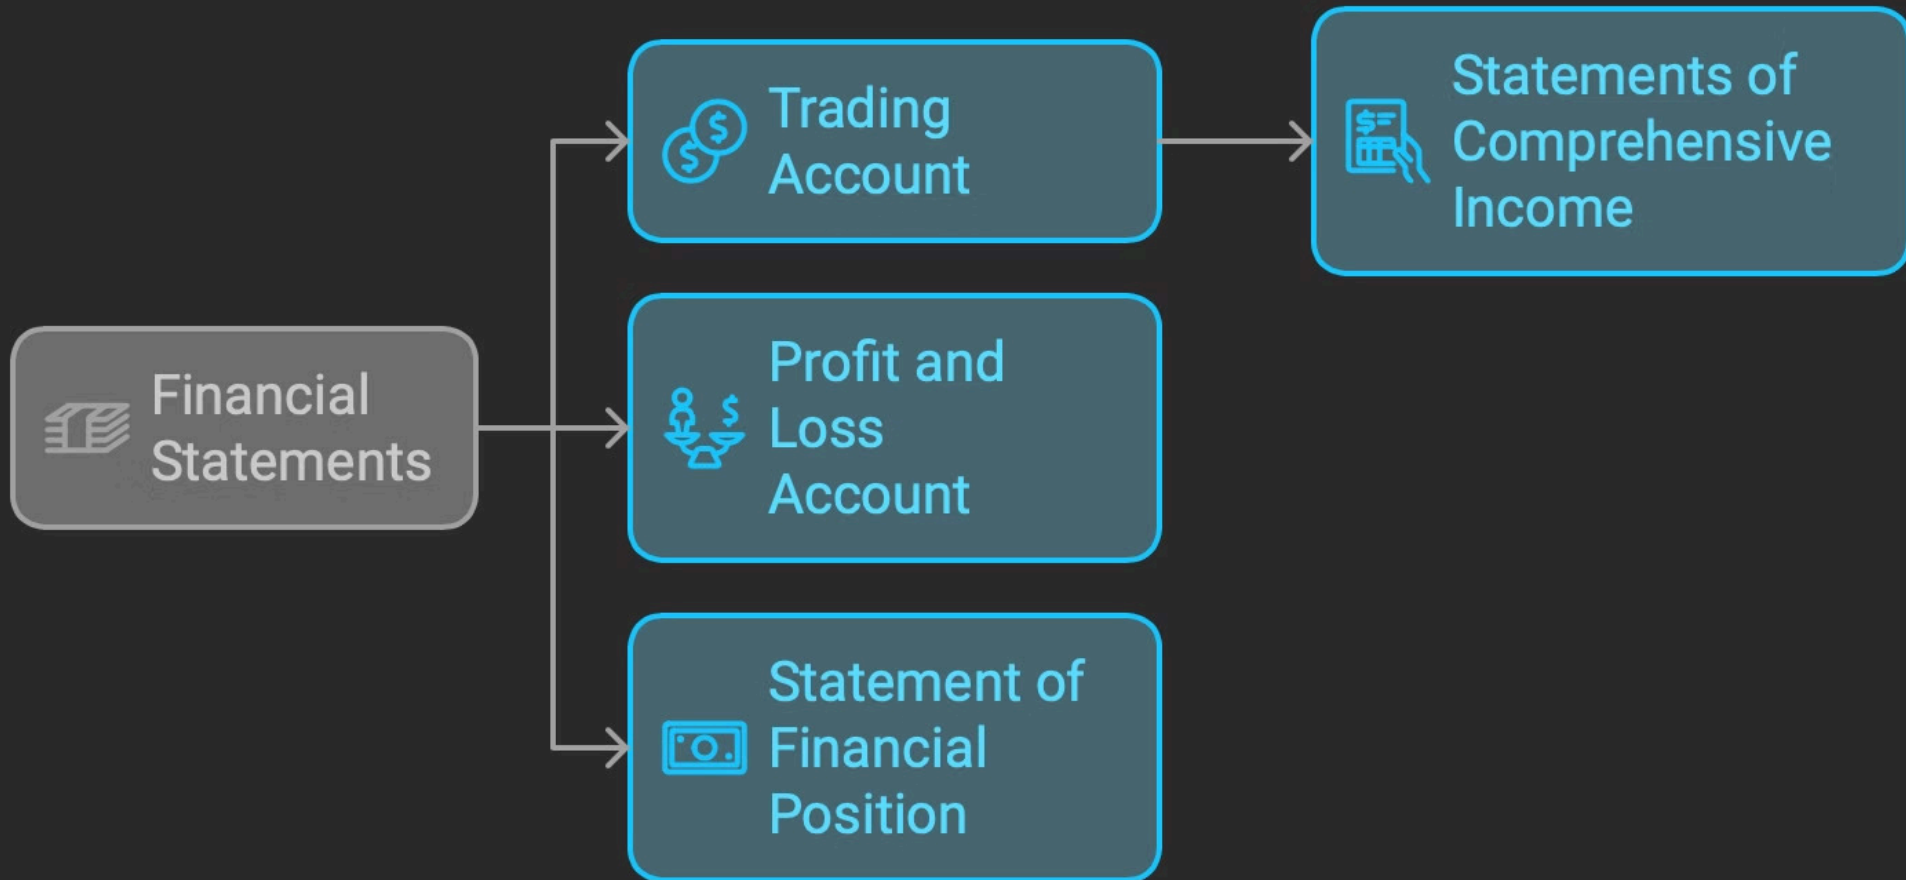 Financial
Statements
Trading
Account
Profit and
Loss
Account
Statement of
Financial
Position
Statements of
Comprehensive
Income